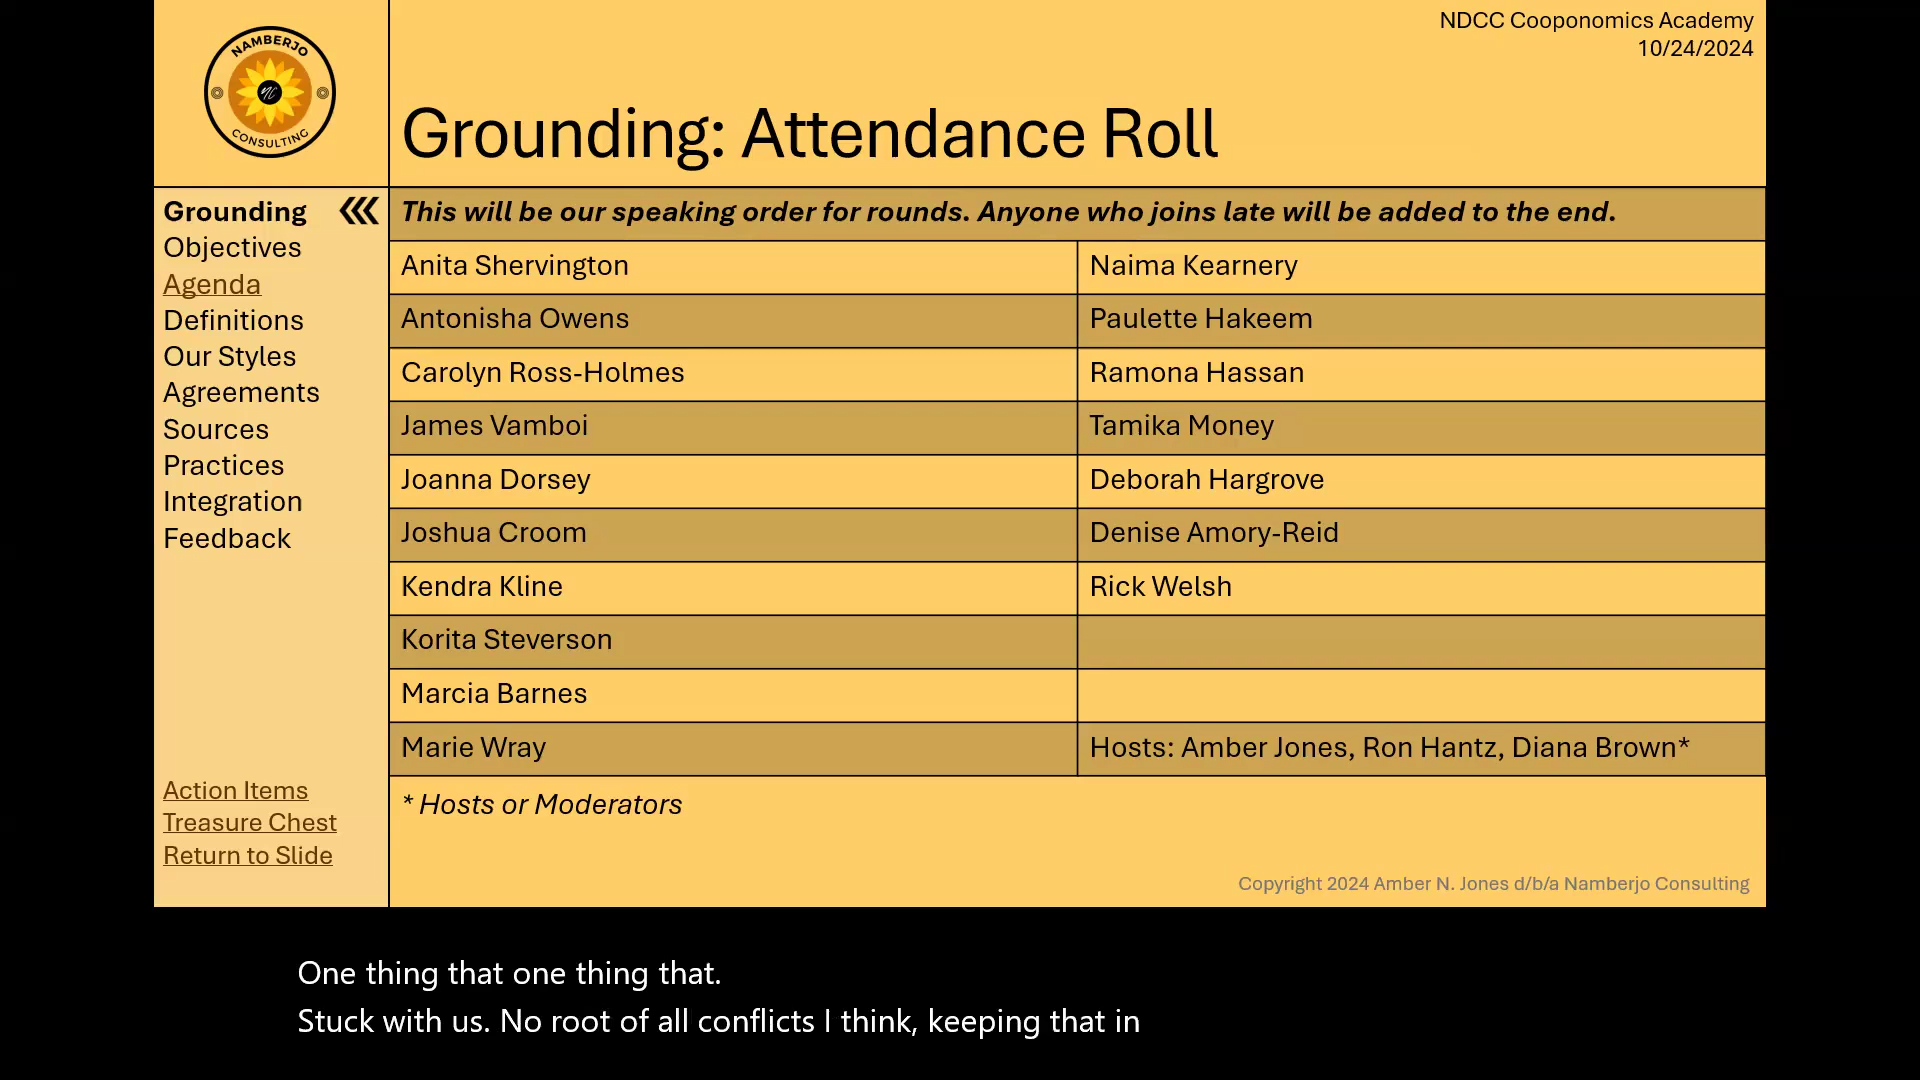 NAMBERJO
NC
CONSULTING
NDCC Cooponomics Academy
10/24/2024
Grounding: Attendance Roll
Grounding
Objectives
Agenda
Definitions
Our Styles
Agreements
Sources
Practices
Integration
Feedback
Action Items
Treasure Chest
Return to Slide
This will be our speaking order for rounds. Anyone who joins late will be added to the end.
Anita Shervington
Naima Kearnery
Antonisha Owens
Paulette Hakeem
Carolyn Ross-Holmes
Ramona Hassan
James Vamboi
Tamika Money
Joanna Dorsey
Deborah Hargrove
Joshua Croom
Denise Amory-Reid
Kendra Kline
Rick Welsh
Korita Steverson
Marcia Barnes
Marie Wray
Hosts: Amber Jones, Ron Hantz, Diana Brown*
* Hosts or Moderators
Copyright 2024 Amber N. Jones d/b/a Namberjo Consulting
One thing that one thing that.
Stuck with us. No root of all conflicts I think, keeping that in